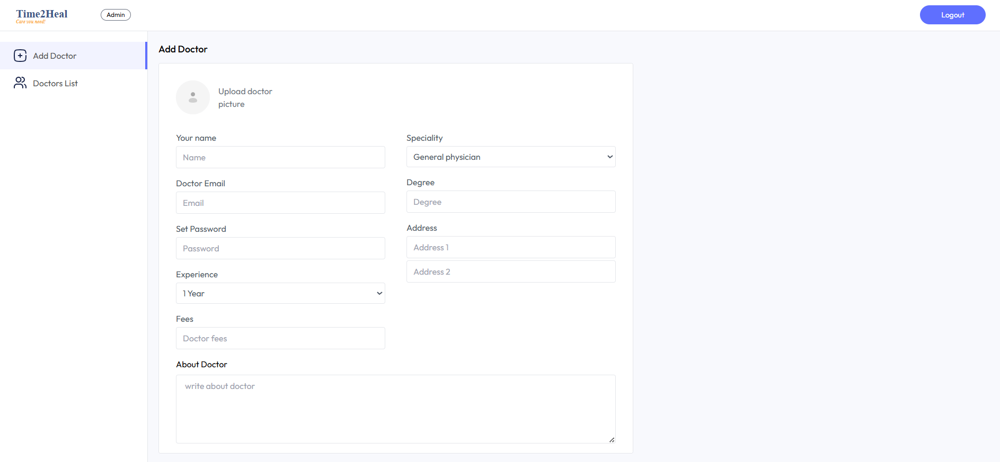 Time2Heal
Care you need!
Admin
Logout
Add Doctor
Doctors List
Add Doctor
Upload doctor
picture
Your name
Name
Doctor Email
Email
Set Password
Password
Experience
1 Year
Fees
Doctor fees
Speciality
General physician
Degree
Degree
Address
Address 1
Address 2
About Doctor
write about doctor